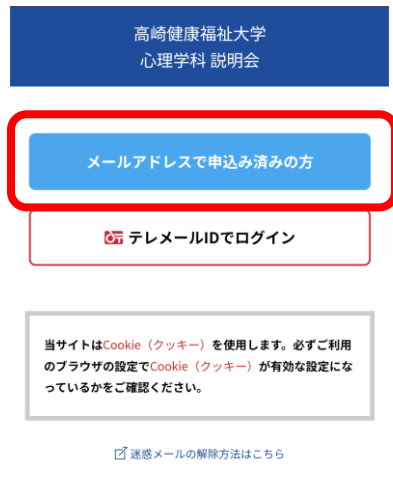 高崎健康福祉大学
心理学科 説明会
メールアドレスで申込み済みの方
テレメールIDでログイン
当サイトはCookie（クッキー）を使用します。必ずご利用
のブラウザの設定でCookie（クッキー）が有効な設定にな
っているかをご確認ください。
迷惑メールの解除方法はこちら